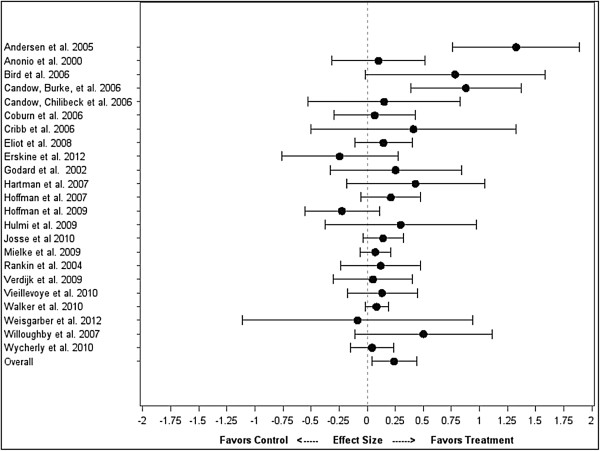 Andersen et al. 2005
Anonio et al. 2000
Bird et al. 2006
Candow, Burke, et al. 2006
Candow, Chilibeck et al. 2006
Coburn et al. 2006
Cribb et al. 2006
Eliot et al. 2008
Erskine et al. 2012
Godard et al. 2002
Hartman et al. 2007
Hoffman et al. 2007
Hoffman et al. 2009
Hulmi et al. 2009
Josse et al 2010
Mielke et al. 2009
Rankin et al. 2004
Verdijk et al. 2009
Vieillevoye et al. 2010
Walker et al. 2010
Weisgarber et al. 2012
Willoughby et al. 2007
Wycherly et al. 2010
Overall
-2 -1.75 -1.5 -1.25 -1 -0.75 -0.5 -0.25 0 0.25 0.5 0.75 1 1.25 1.5 1.75 2
Favors Control <----- Effect Size -----> Favors Treatment